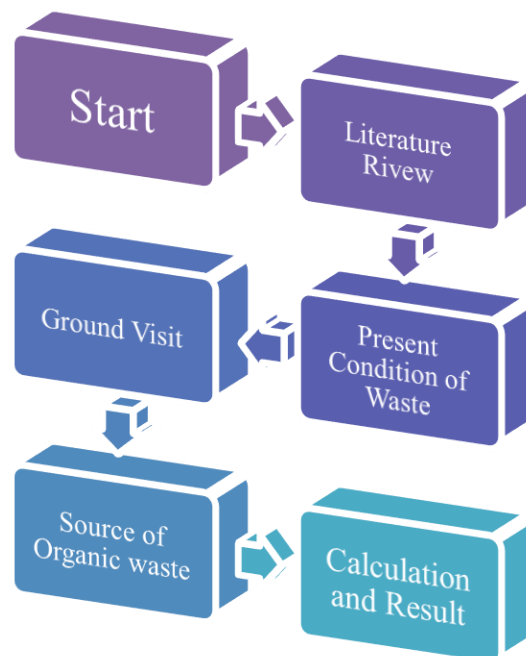 Start
Literature
Rivew
Present
Condition of
Waste
Ground Visit
Source of
Organic waste
Calculation
and Result